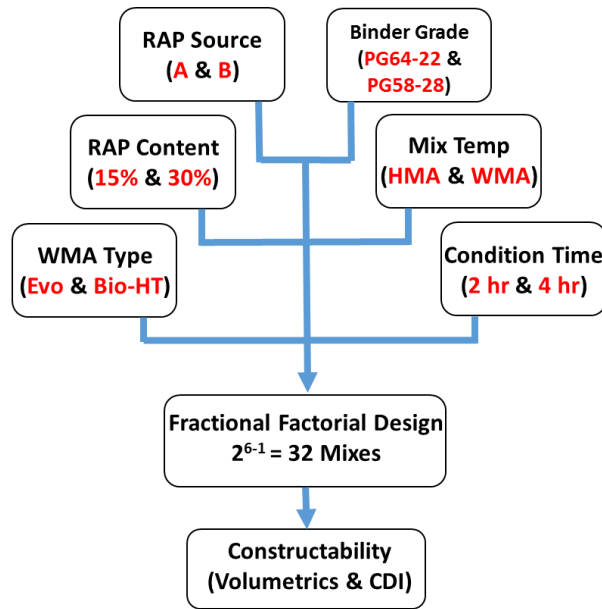 RAP Source
(A & B)
Binder Grade
(PG64-22 &
PG58-28)
RAP Content
(15% & 30%)
Mix Temp
(HMA & WMA)
WMA Type
(Evo & Bio-HT)
Condition Time
(2 hr & 4 hr)
Fractional Factorial Design
2⁶⁻¹ = 32 Mixes
Constructability
(Volumetrics & CDI)